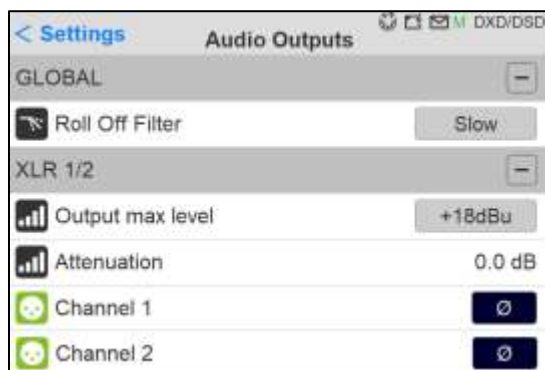 < Settings
Audio Outputs
M DXD/DSD
GLOBAL
Roll Off Filter
Slow
XLR 1/2
Output max level
+18dBu
Attenuation
0.0 dB
Channel 1
Ø
Channel 2
Ø